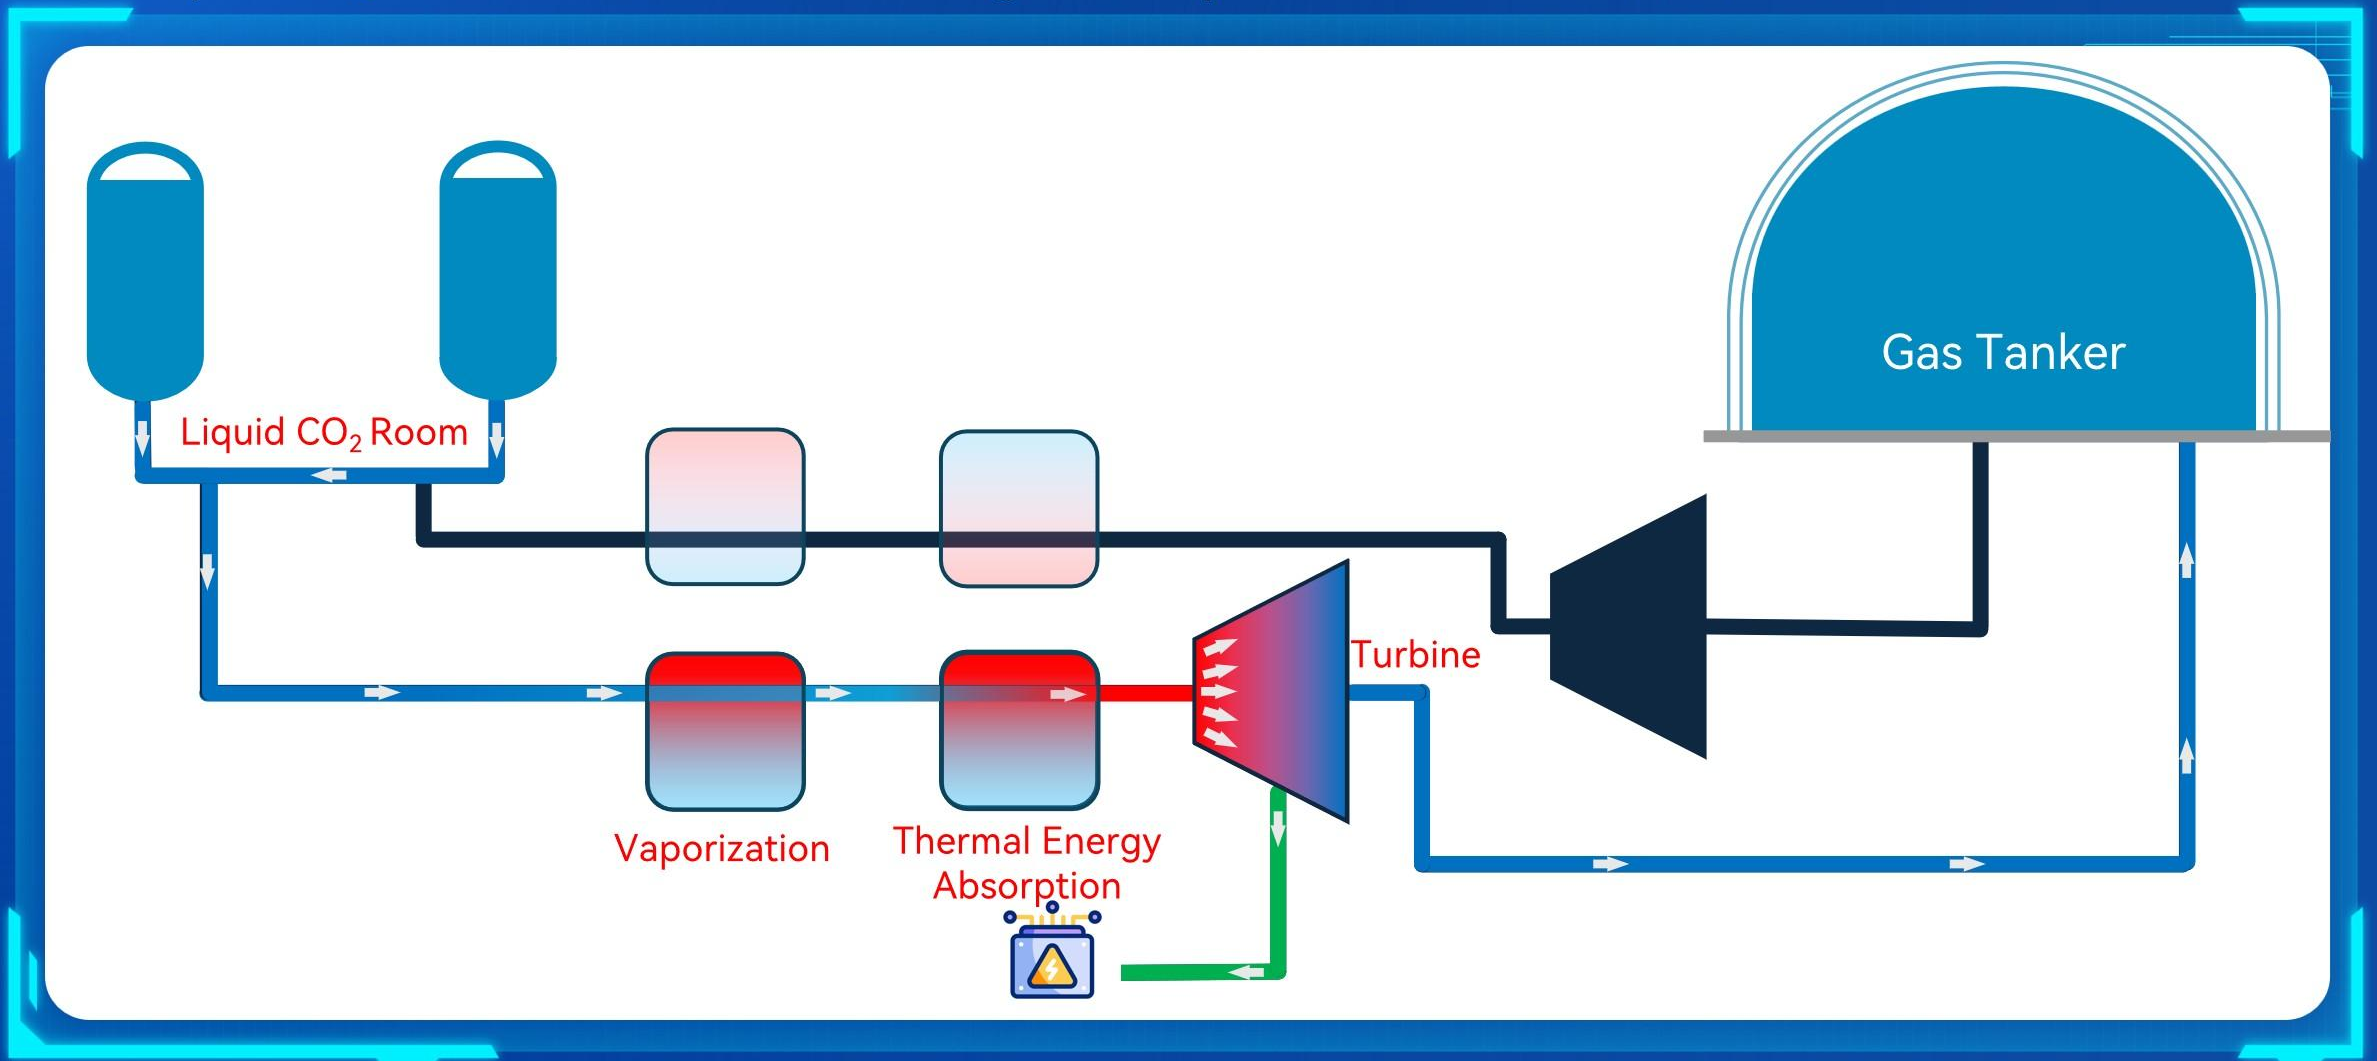 Gas Tanker
Liquid CO₂ Room
Turbine
Vaporization
Thermal Energy
Absorption